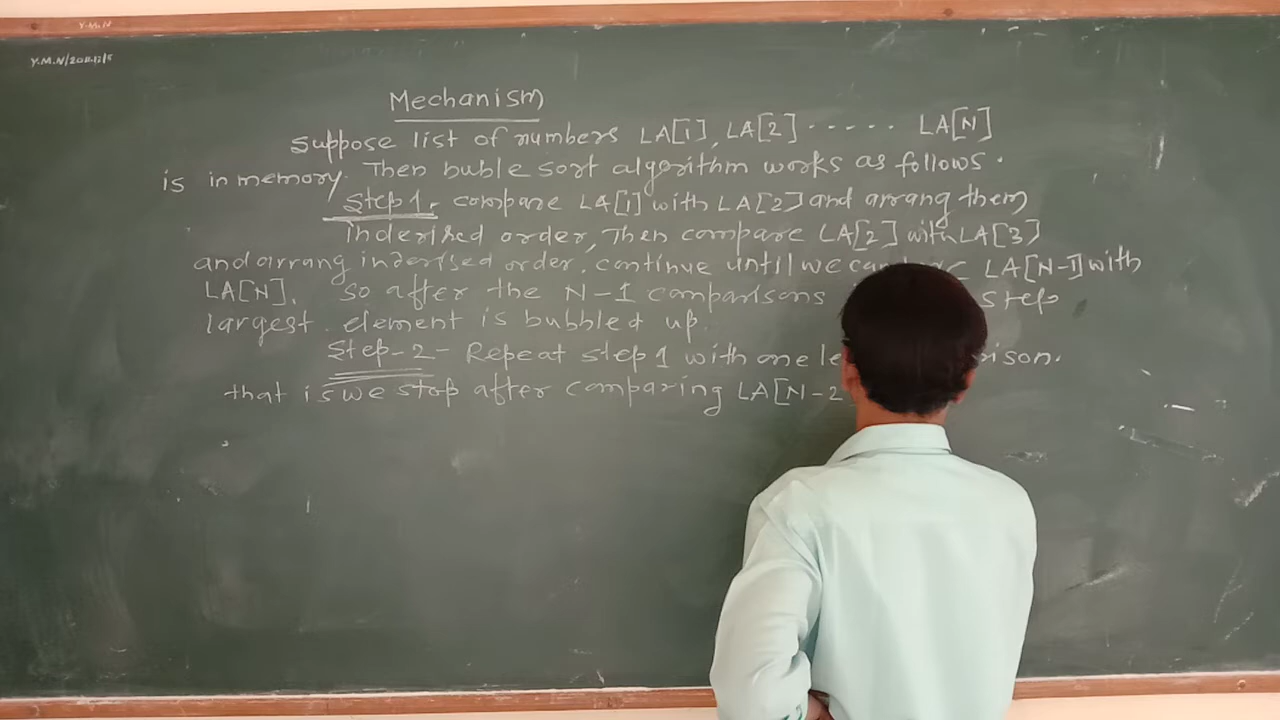 Y.M.N
Y.M.N/2011.12/5
Mechanism
Suppose list of numbers LA[1], LA[2] ...... LA[N]
is in memory. Then buble sort algorithm works as follows.
Step 1. compare LA[1] with LA[2] and arrang them
inderised order, Then compare LA[2] with LA[3]
and arrang inderised order. continue until we LA[N-1] with
LA[N]. So after the N-1 comparisons step
largest element is bubbled up.
Step-2- Repeat step 1 with one
that is we stop after comparing LA[N-2